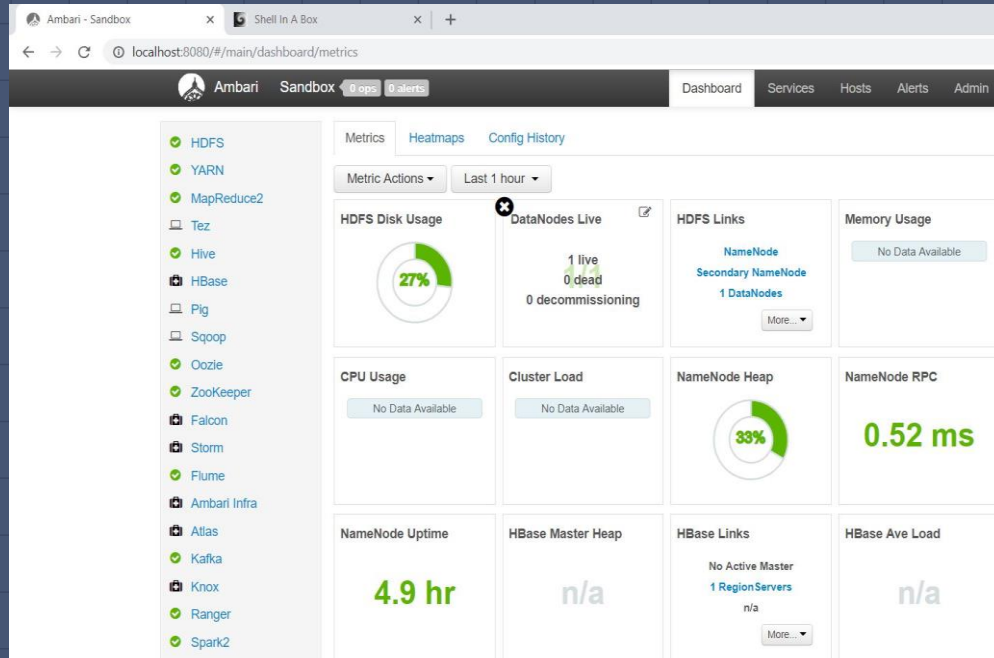 Ambari - Sandbox
Shell In A Box
localhost:8080/#/main/dashboard/metrics
Ambari Sandbox 0 ops 0 alerts Dashboard Services Hosts Alerts Admin
HDFS
YARN
MapReduce2
Tez
Hive
HBase
Pig
Sqoop
Oozie
ZooKeeper
Falcon
Storm
Flume
Ambari Infra
Atlas
Kafka
Knox
Ranger
Spark2
Metrics Heatmaps Config History
Metric Actions Last 1 hour
HDFS Disk Usage
27%
DataNodes Live
1/1
1 live
0 dead
0 decommissioning
HDFS Links
NameNode
Secondary NameNode
1 DataNodes
More...
Memory Usage
No Data Available
CPU Usage
No Data Available
Cluster Load
No Data Available
NameNode Heap
33%
NameNode RPC
0.52 ms
NameNode Uptime
4.9 hr
HBase Master Heap
n/a
HBase Links
No Active Master
1 RegionServers
n/a
More...
HBase Ave Load
n/a